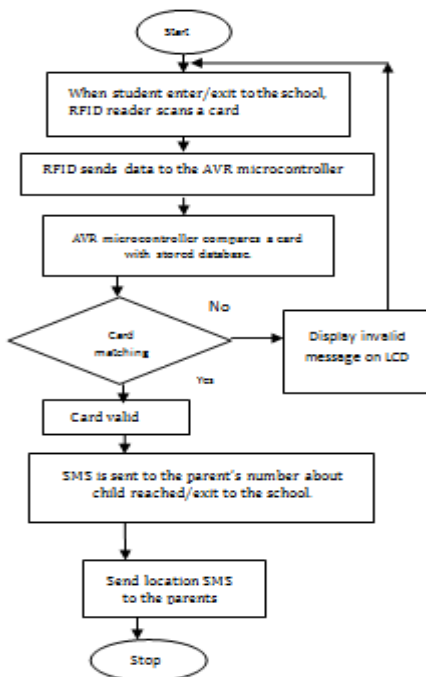 Start
When student enter/exit to the school,
RFID reader scans a card
RFID sends data to the AVR microcontroller
AVR microcontroller compares a card
with stored database.
No
Card
matching
Display invalid
message on LCD
Yes
Card valid
SMS is sent to the parent's number about
child reached/exit to the school.
Send location SMS
to the parents
Stop